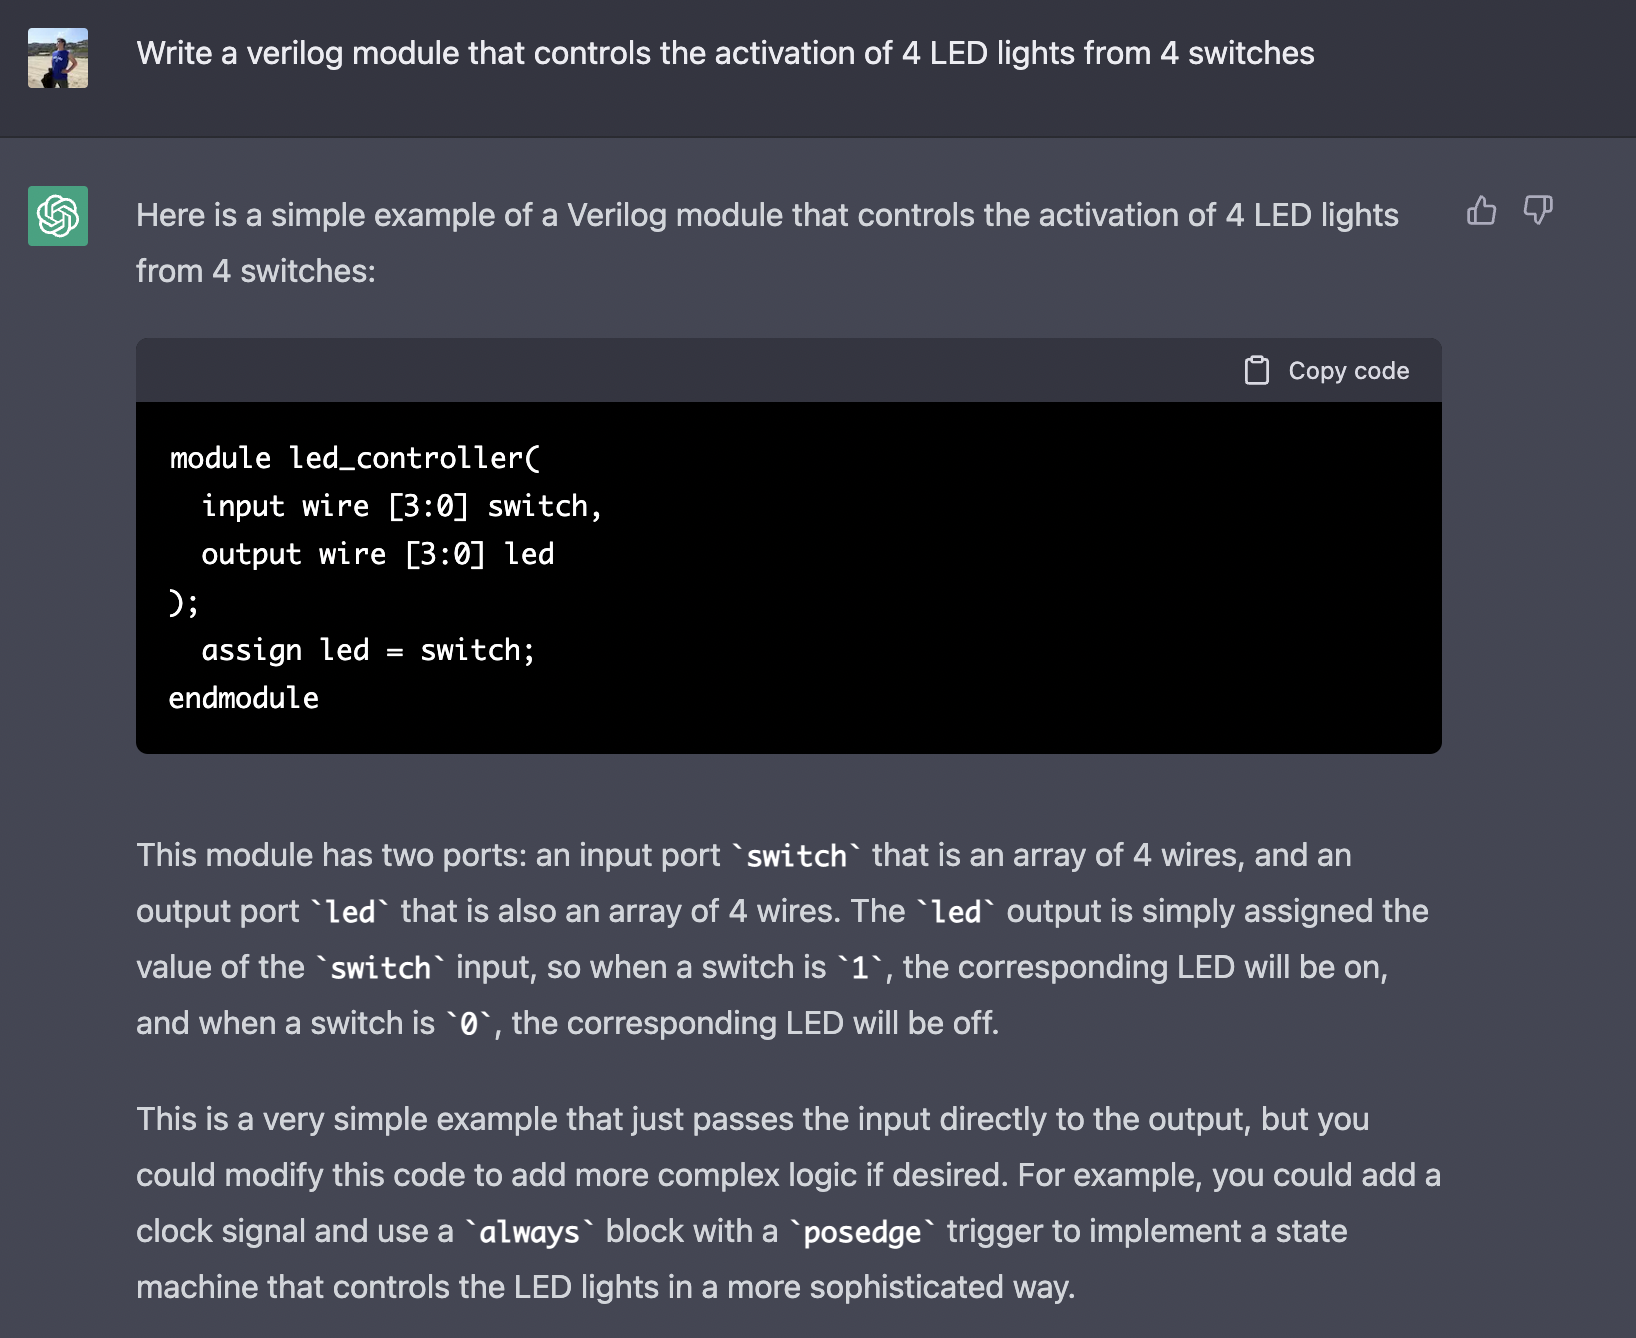 Write a verilog module that controls the activation of 4 LED lights from 4 switches
Here is a simple example of a Verilog module that controls the activation of 4 LED lights
from 4 switches:
Copy code
module led_controller(
  input wire [3:0] switch,
  output wire [3:0] led
);
  assign led = switch;
endmodule
This module has two ports: an input port `switch` that is an array of 4 wires, and an
output port `led` that is also an array of 4 wires. The `led` output is simply assigned the
value of the `switch` input, so when a switch is `1`, the corresponding LED will be on,
and when a switch is `0`, the corresponding LED will be off.
This is a very simple example that just passes the input directly to the output, but you
could modify this code to add more complex logic if desired. For example, you could add a
clock signal and use a `always` block with a `posedge` trigger to implement a state
machine that controls the LED lights in a more sophisticated way.